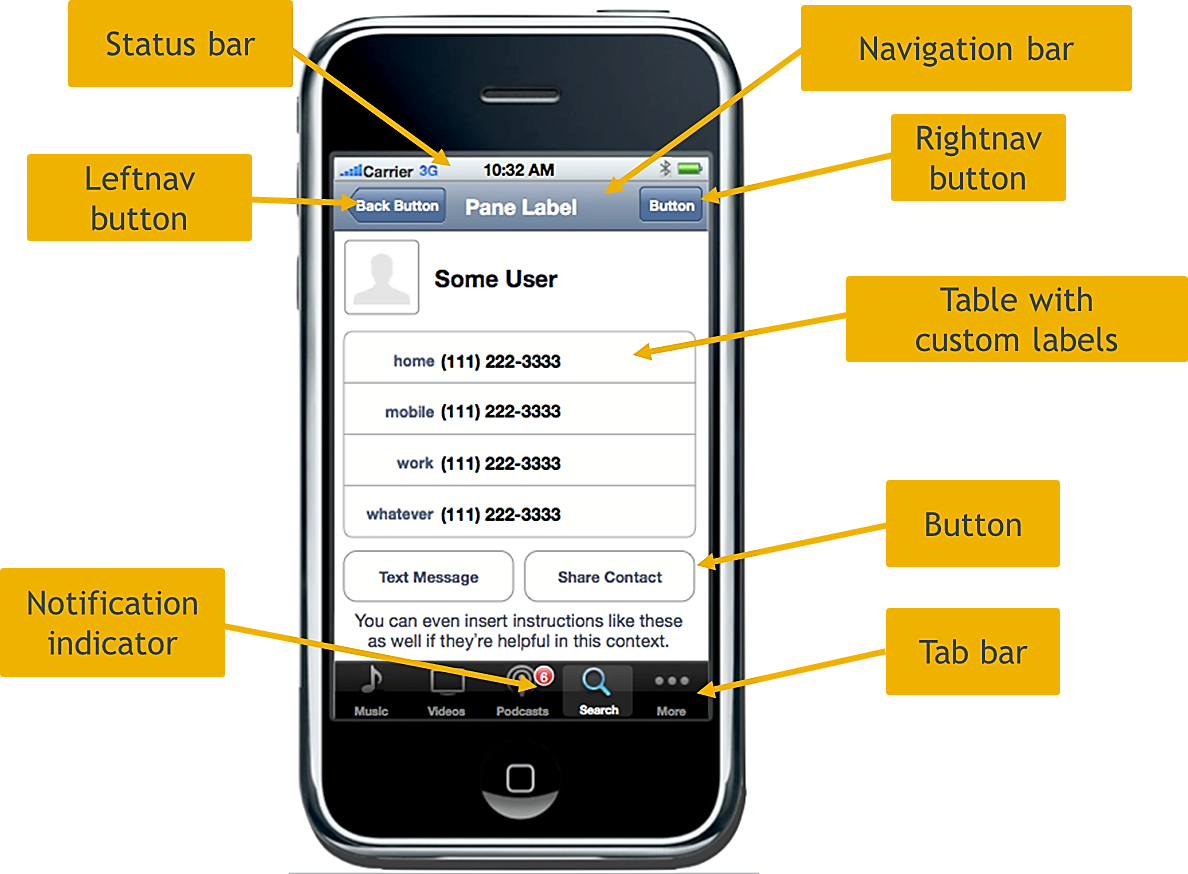 Status bar
Navigation bar
Rightnav
button
Leftnav
button
Carrier 3G 10:32 AM
Back Button Pane Label Button
Some User
Table with
custom labels
home (111) 222-3333
mobile (111) 222-3333
work (111) 222-3333
whatever (111) 222-3333
Button
Text Message Share Contact
Notification
indicator
You can even insert instructions like these
as well if they're helpful in this context.
Tab bar
6
Music Videos Podcasts Search More